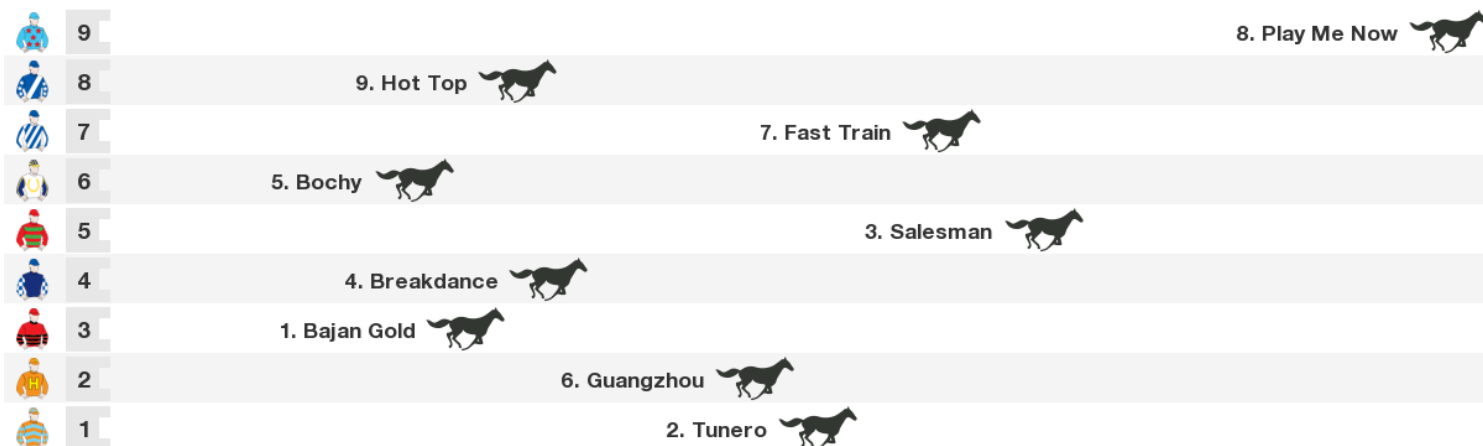 9 8. Play Me Now
8 9. Hot Top
7 7. Fast Train
6 5. Bochy
5 3. Salesman
4 4. Breakdance
3 1. Bajan Gold
H 2 6. Guangzhou
1 2. Tunero